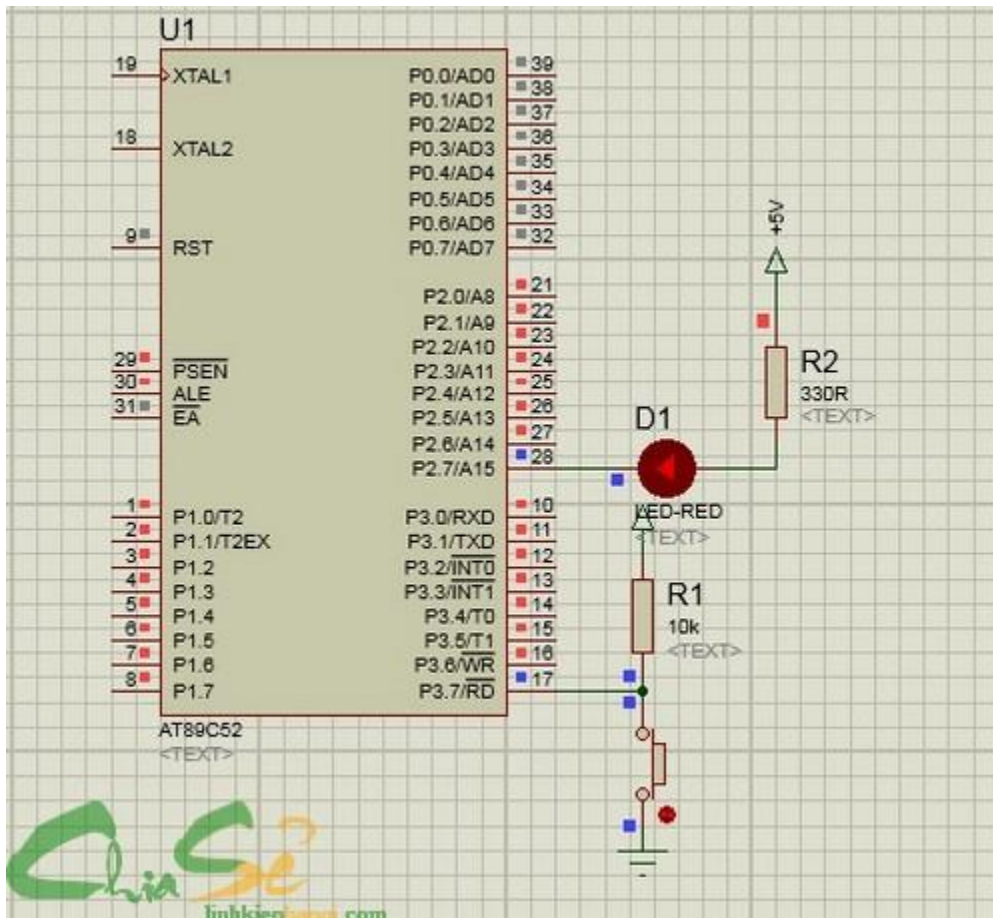 U1
19
XTAL1
18
XTAL2
9
RST
29
PSEN
30
ALE
31
EA
1
P1.0/T2
2
P1.1/T2EX
3
P1.2
4
P1.3
5
P1.4
6
P1.5
7
P1.6
8
P1.7
P0.0/AD0
39
P0.1/AD1
38
P0.2/AD2
37
P0.3/AD3
36
P0.4/AD4
35
P0.5/AD5
34
P0.6/AD6
33
P0.7/AD7
32
P2.0/A8
21
P2.1/A9
22
P2.2/A10
23
P2.3/A11
24
P2.4/A12
25
P2.5/A13
26
P2.6/A14
27
P2.7/A15
28
P3.0/RXD
10
P3.1/TXD
11
P3.2/INT0
12
P3.3/INT1
13
P3.4/T0
14
P3.5/T1
15
P3.6/WR
16
P3.7/RD
17
AT89C52
<TEXT>
+5V
R2
330R
<TEXT>
D1
LED-RED
<TEXT>
R1
10k
<TEXT>
Chia Sẻ